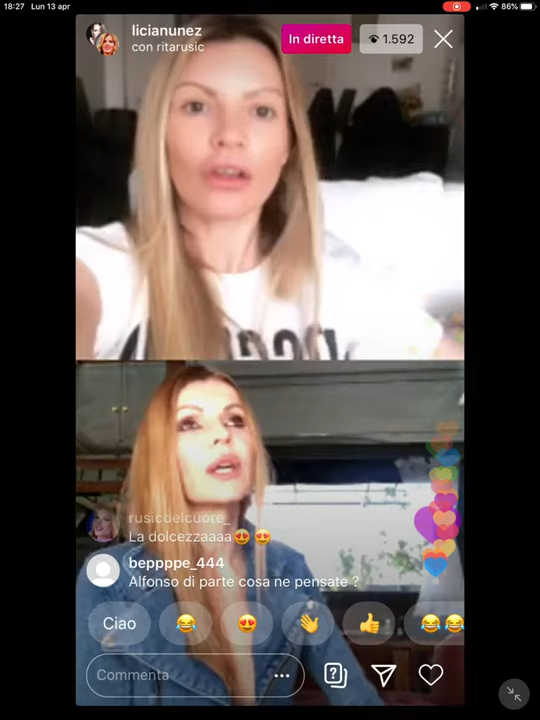 18:27 Lun 13 apr 86%
licianunez
con ritarusic
In diretta
1.592
rusicdelcuore_
La dolcezzaaaa😍😍
beppppe_444
Alfonso di parte cosa ne pensate ?
Ciao 😂 😍 👋 👍 😂😂
Commenta